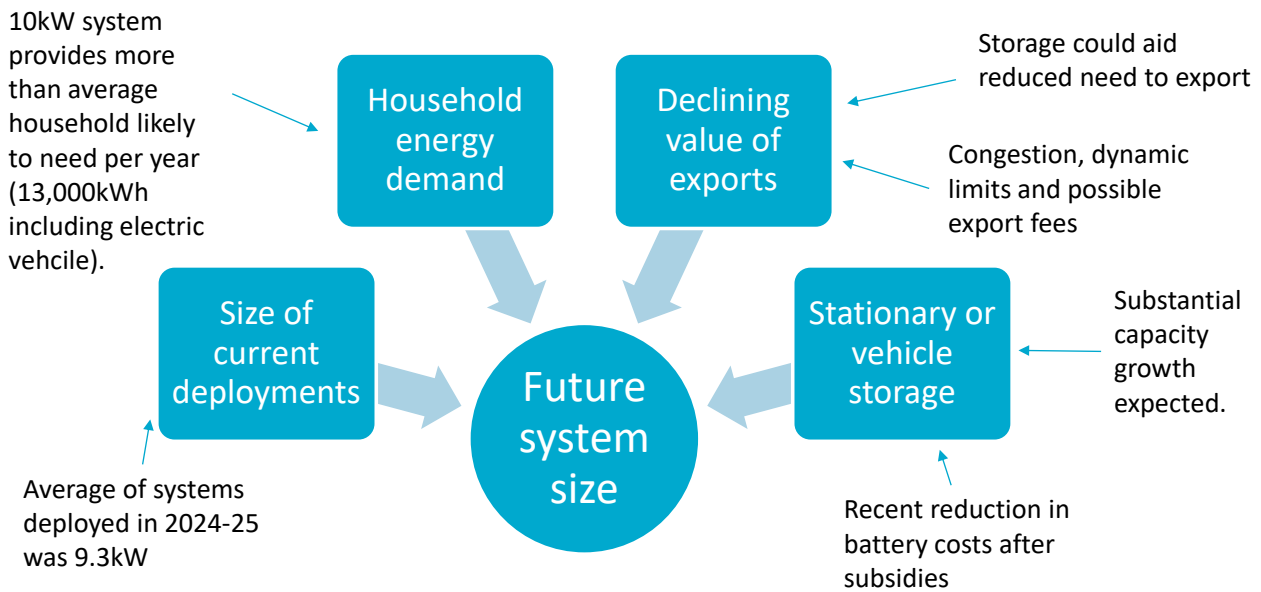 10kW system
provides more
than average
household likely
to need per year
(13,000kWh
including electric
vehcile).
Household
energy
demand
Declining
value of
exports
Storage could aid
reduced need to export
Congestion, dynamic
limits and possible
export fees
Size of
current
deployments
Stationary or
vehicle
storage
Substantial
capacity
growth
expected.
Future
system
size
Average of systems
deployed in 2024-25
was 9.3kW
Recent reduction in
battery costs after
subsidies